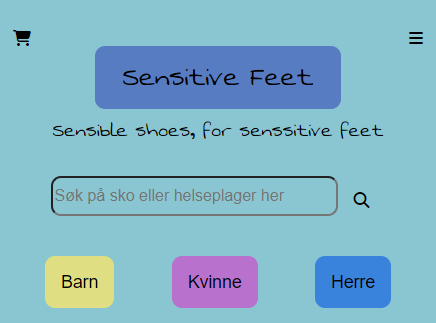 Sensitive Feet
Sensible shoes, for senssitive feet
Søk på sko eller helseplager her
Barn
Kvinne
Herre